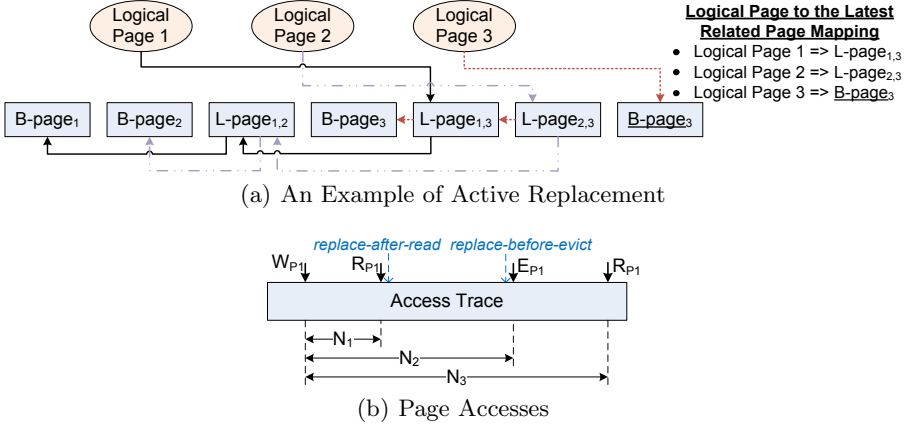 Logical
Page 1
Logical
Page 2
Logical
Page 3
Logical Page to the Latest
Related Page Mapping
• Logical Page 1 => L-page1,3
• Logical Page 2 => L-page2,3
• Logical Page 3 => B-page3
B-page1
B-page2
L-page1,2
B-page3
L-page1,3
L-page2,3
B-page3
(a) An Example of Active Replacement
replace-after-read
replace-before-evict
WP1
RP1
EP1
RP1
Access Trace
N1
N2
N3
(b) Page Accesses